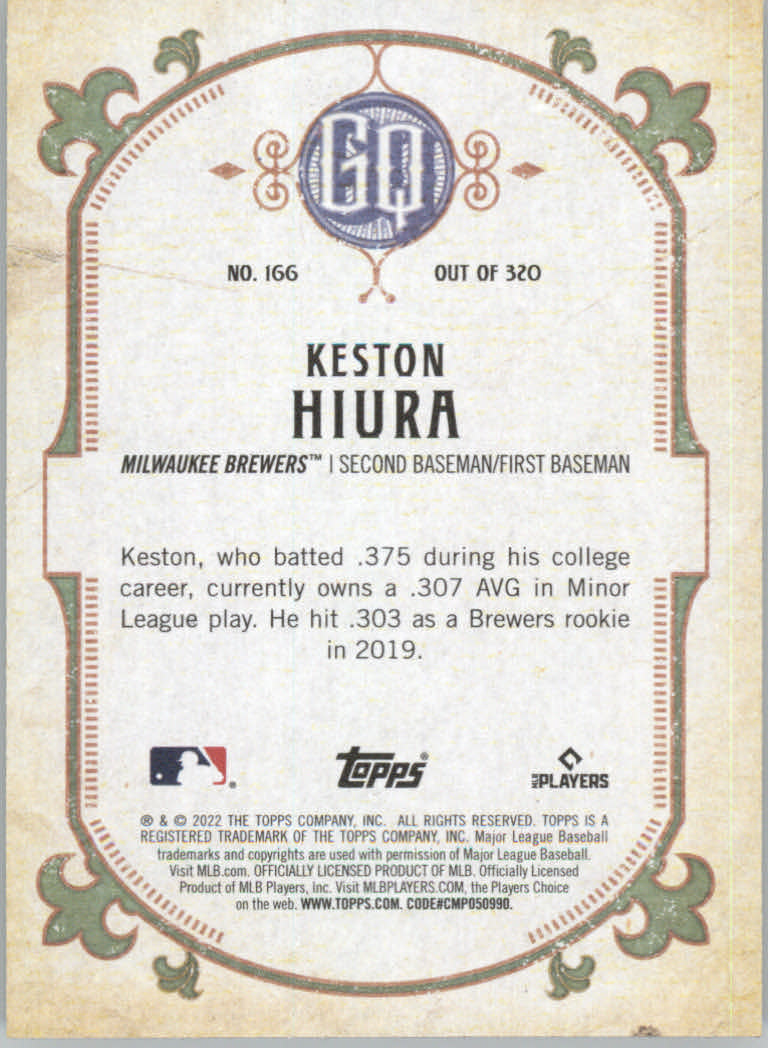 GQ
NO. 166 OUT OF 320
KESTON
HIURA
MILWAUKEE BREWERS™ | SECOND BASEMAN/FIRST BASEMAN
Keston, who batted .375 during his college
career, currently owns a .307 AVG in Minor
League play. He hit .303 as a Brewers rookie
in 2019.
® Topps® MLB PLAYERS
® & © 2022 THE TOPPS COMPANY, INC. ALL RIGHTS RESERVED. TOPPS IS A
REGISTERED TRADEMARK OF THE TOPPS COMPANY, INC. Major League Baseball
trademarks and copyrights are used with permission of Major League Baseball.
Visit MLB.com. OFFICIALLY LICENSED PRODUCT OF MLB. Officially Licensed
Product of MLB Players, Inc. Visit MLBPLAYERS.COM, the Players Choice
on the web. WWW.TOPPS.COM. CODE#CMP050990.